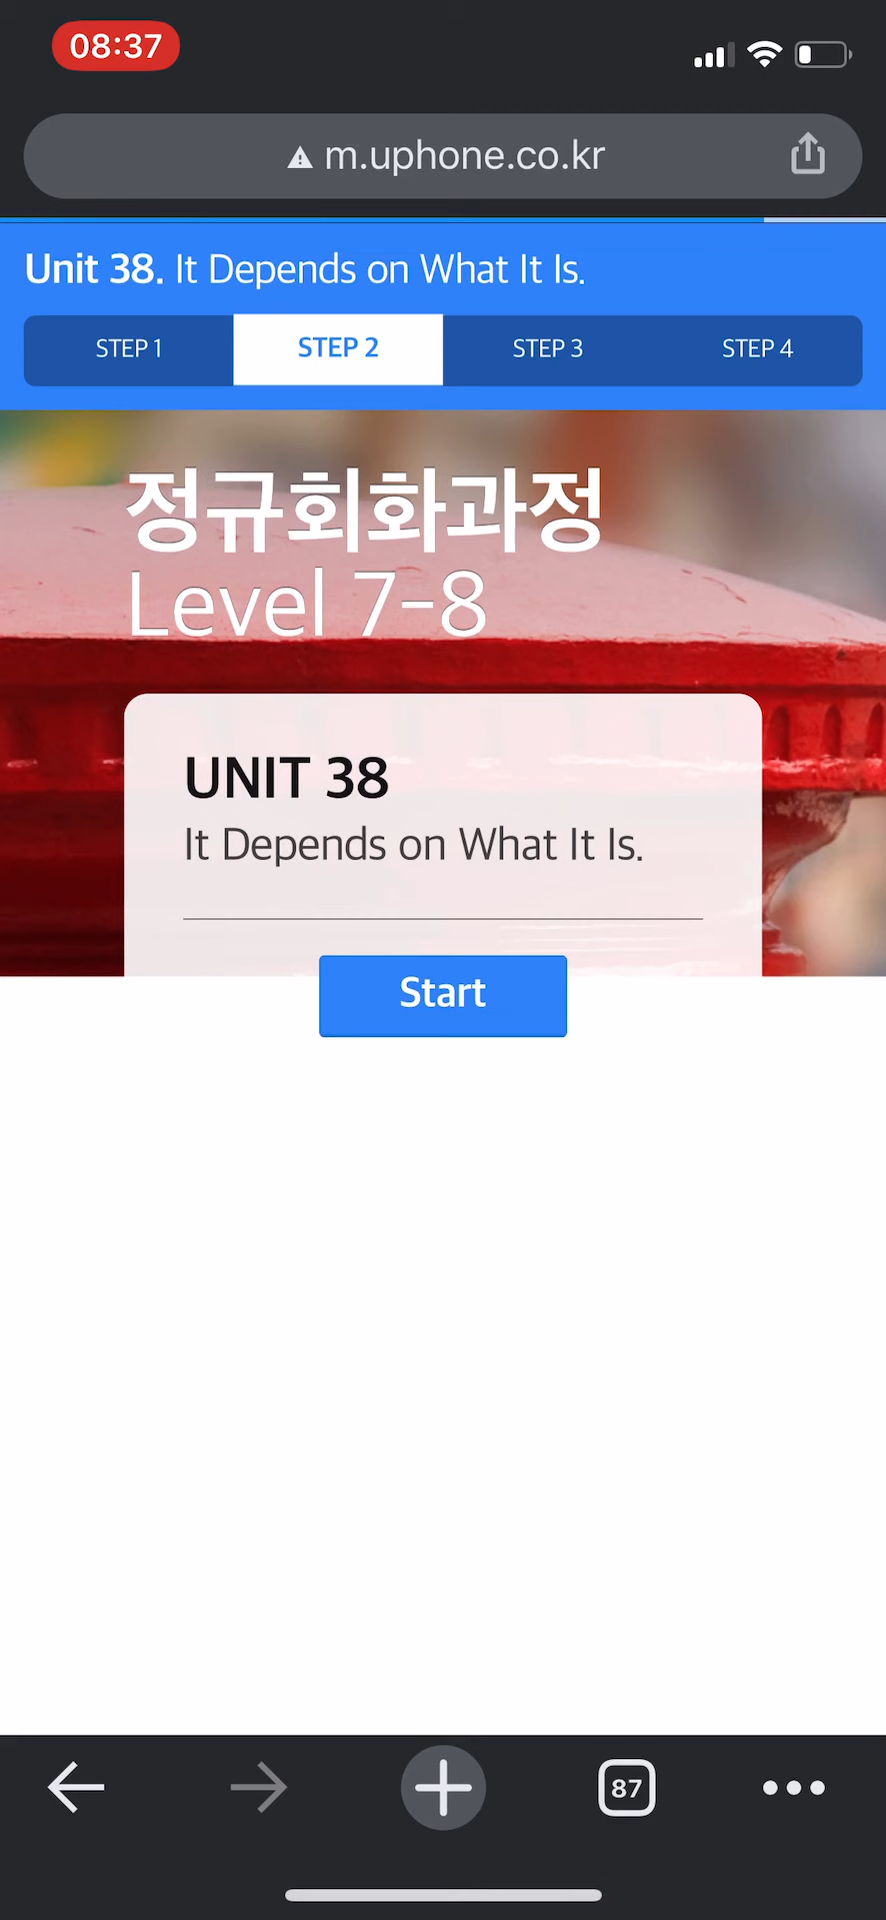 08:37
m.uphone.co.kr
Unit 38. It Depends on What It Is.
STEP 1
STEP 2
STEP 3
STEP 4
정규회화과정
Level 7-8
UNIT 38
It Depends on What It Is.
Start
87